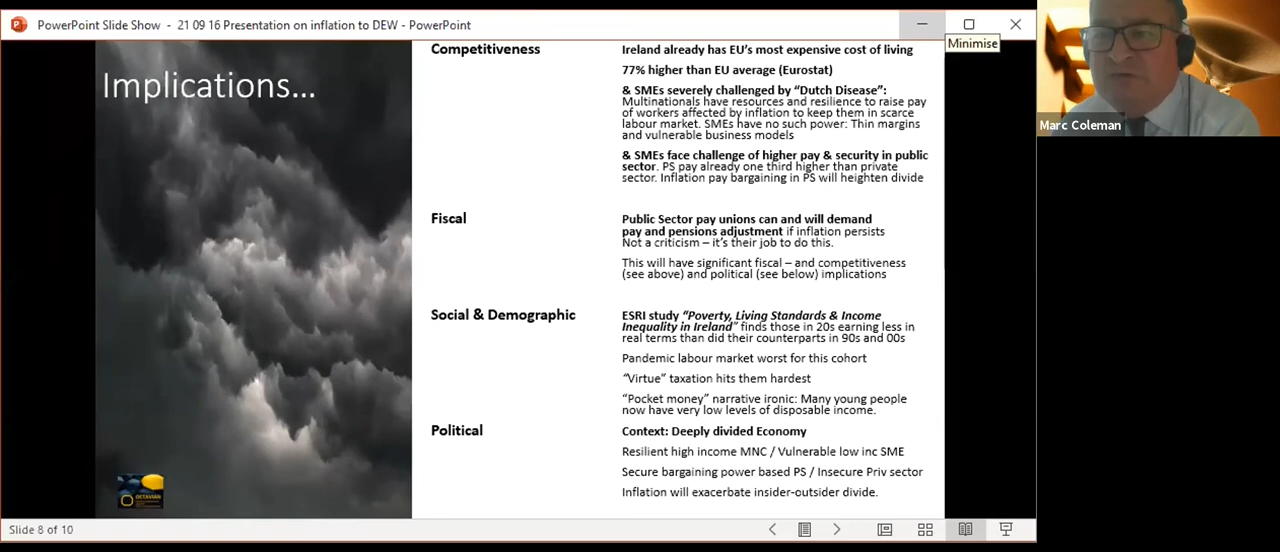 PowerPoint Slide Show - 21 09 16 Presentation on inflation to DEW - PowerPoint
Minimise
Marc Coleman
Implications...
Competitiveness
Ireland already has EU's most expensive cost of living
77% higher than EU average (Eurostat)
& SMEs severely challenged by "Dutch Disease":
Multinationals have resources and resilience to raise pay
of workers affected by inflation to keep them in scarce
labour market. SMEs have no such power: Thin margins
and vulnerable business models
& SMEs face challenge of higher pay & security in public
sector. PS pay already one third higher than private
sector. Inflation pay bargaining in PS will heighten divide
Fiscal
Public Sector pay unions can and will demand
pay and pensions adjustment if inflation persists
Not a criticism – it's their job to do this.
This will have significant fiscal – and competitiveness
(see above) and political (see below) implications
Social & Demographic
ESRI study "Poverty, Living Standards & Income
Inequality in Ireland" finds those in 20s earning less in
real terms than did their counterparts in 90s and 00s
Pandemic labour market worst for this cohort
"Virtue" taxation hits them hardest
"Pocket money" narrative ironic: Many young people
now have very low levels of disposable income.
Political
Context: Deeply divided Economy
Resilient high income MNC / Vulnerable low inc SME
Secure bargaining power based PS / Insecure Priv sector
Inflation will exacerbate insider-outsider divide.
OCTAVIAN
Slide 8 of 10